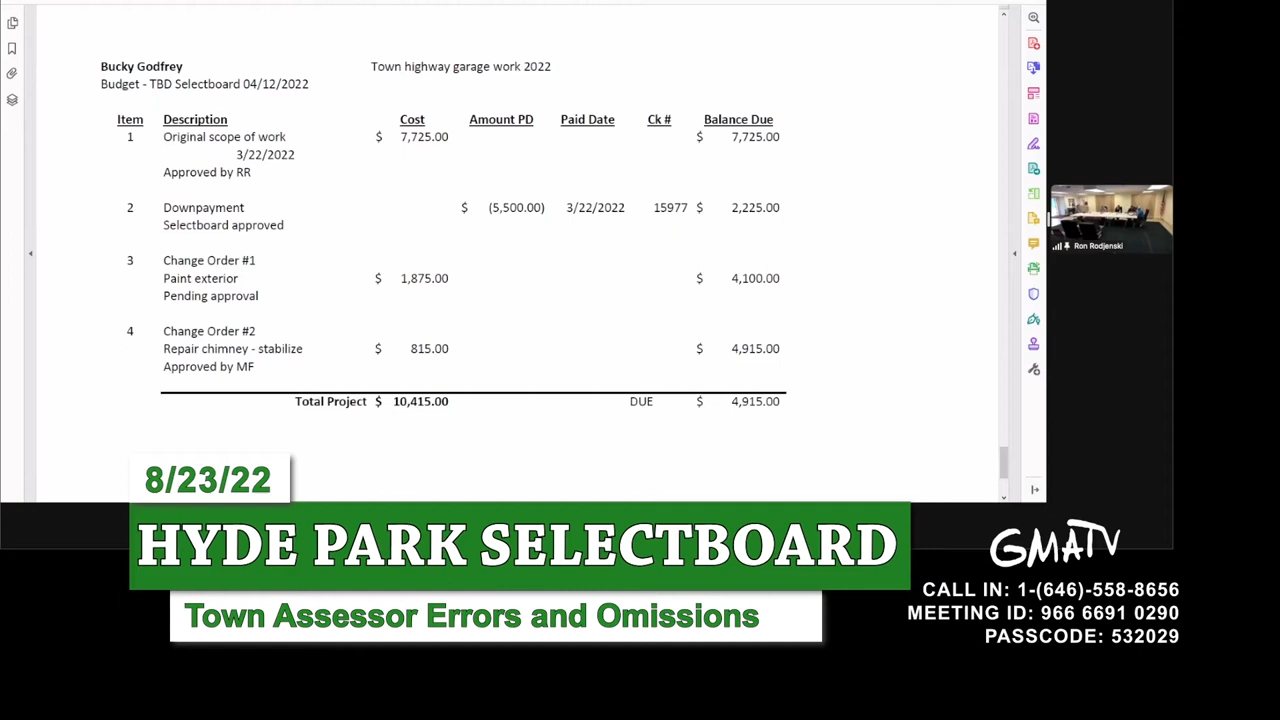 Bucky Godfrey Town highway garage work 2022
Budget - TBD Selectboard 04/12/2022
Item Description Cost Amount PD Paid Date Ck # Balance Due
1 Original scope of work $ 7,725.00 $ 7,725.00
3/22/2022
Approved by RR
2 Downpayment $ (5,500.00) 3/22/2022 15977 $ 2,225.00
Selectboard approved
3 Change Order #1
Paint exterior $ 1,875.00 $ 4,100.00
Pending approval
4 Change Order #2
Repair chimney - stabilize $ 815.00 $ 4,915.00
Approved by MF
Total Project $ 10,415.00 DUE $ 4,915.00
Ron Rodjenski
8/23/22
HYDE PARK SELECTBOARD
Town Assessor Errors and Omissions
GMATV
CALL IN: 1-(646)-558-8656
MEETING ID: 966 6691 0290
PASSCODE: 532029